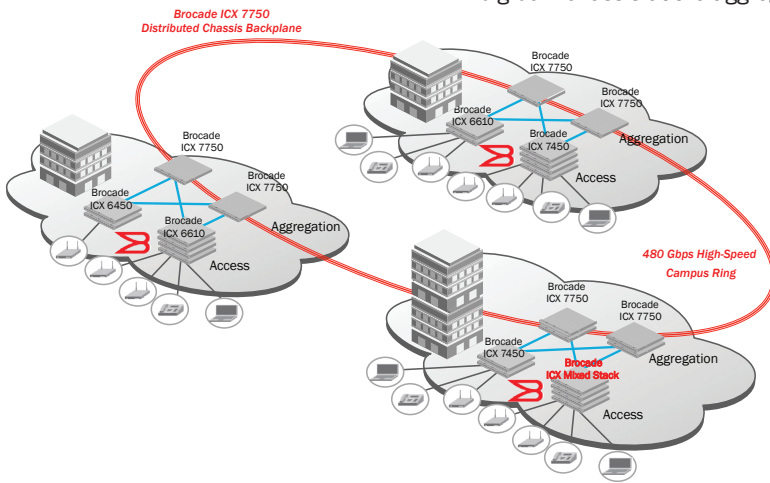 Brocade ICX 7750
Distributed Chassis Backplane
Brocade
ICX 7750
Brocade
ICX 7750
Brocade
ICX 6610
Brocade
ICX 7450
Aggregation
Access
Brocade
ICX 7750
Brocade
ICX 7750
Brocade
ICX 6450
Brocade
ICX 6610
Aggregation
Access
480 Gbps High-Speed
Campus Ring
Brocade
ICX 7750
Brocade
ICX 7750
Brocade
ICX 7450
Brocade
ICX Mixed Stack
Aggregation
Access